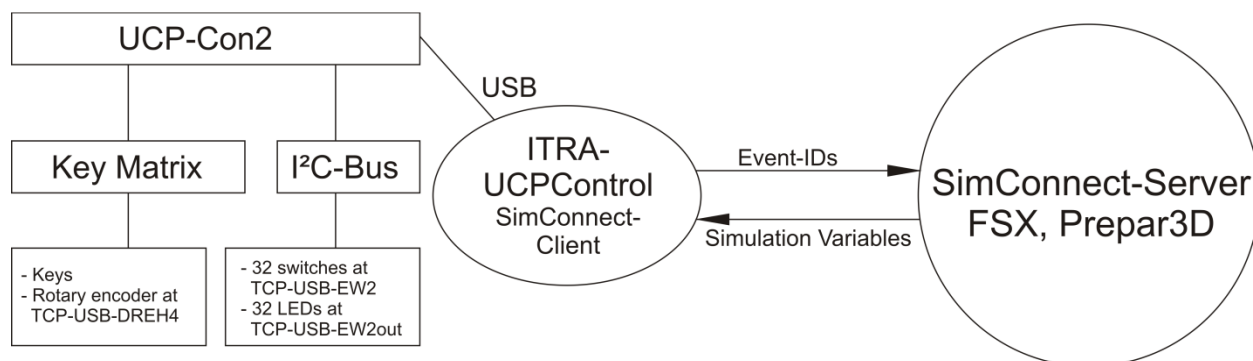 UCP-Con2
USB
Key Matrix
I²C-Bus
- Keys
- Rotary encoder at
TCP-USB-DREH4
- 32 switches at
TCP-USB-EW2
- 32 LEDs at
TCP-USB-EW2out
ITRA-
UCPControl
SimConnect-
Client
Event-IDs
Simulation Variables
SimConnect-Server
FSX, Prepar3D